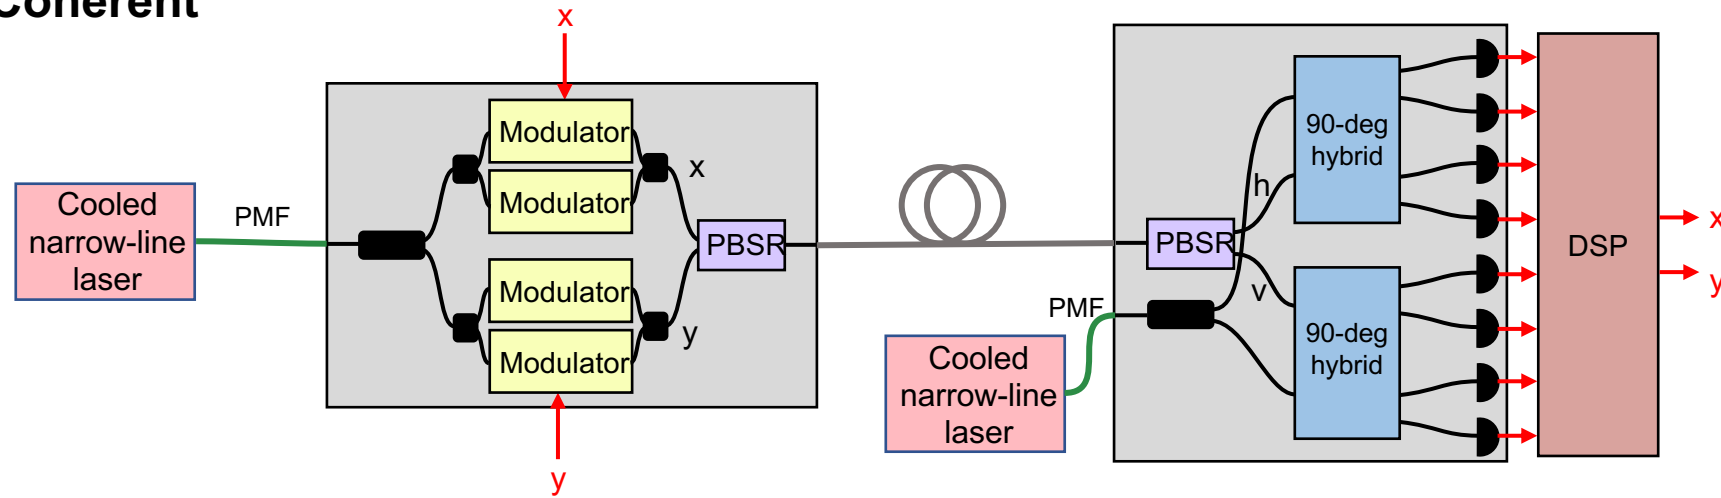 Coherent
x
Modulator
Modulator
x
Cooled
narrow-line
laser
PMF
PBSR
Modulator
Modulator
y
y
PBSR
h
v
PMF
Cooled
narrow-line
laser
90-deg
hybrid
90-deg
hybrid
DSP
x
y